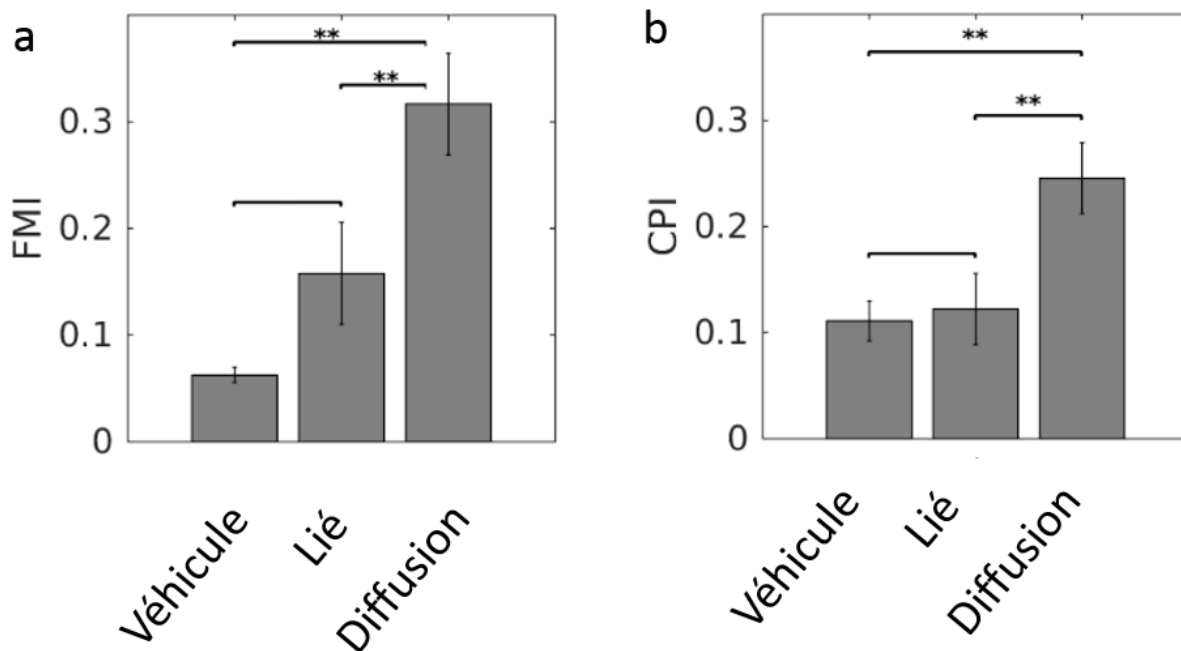 a
**
**
0.3
0.2
0.1
0
FMI
Véhicule
Lié
Diffusion
b
**
**
0.3
0.2
0.1
0
CPI
Véhicule
Lié
Diffusion